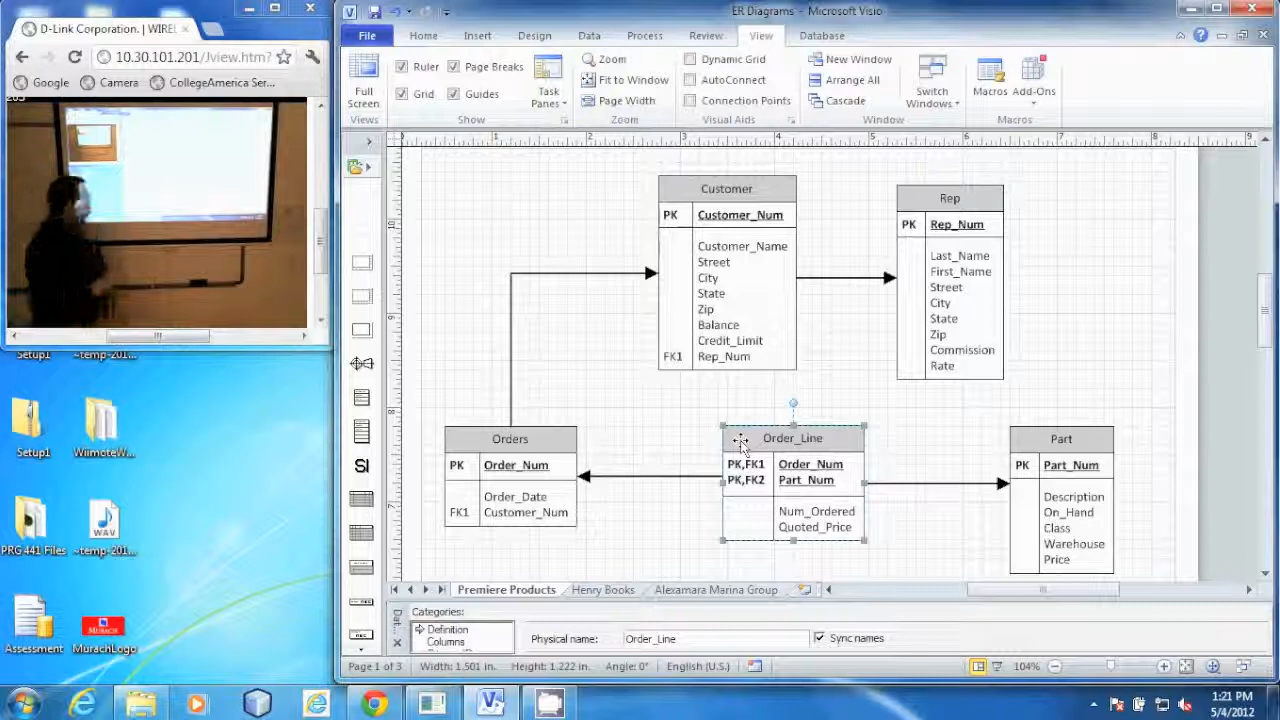 D-Link Corporation. | WIREL
10.30.101.201/lview.htm?
Google Camera CollegeAmerica Ser...
Setup1 ~temp-201...
Setup1 WiimoteW...
WAV
PRG 441 Files ~temp-201...
MURACH
Assessment MurachLogo
ER Diagrams - Microsoft Visio
File Home Insert Design Data Process Review View Database
Full Screen
Views
Ruler Page Breaks
Grid Guides
Task Panes
Show
Zoom
Fit to Window
Page Width
Zoom
Dynamic Grid
AutoConnect
Connection Points
Visual Aids
New Window
Arrange All
Cascade
Switch Windows
Window
Macros Add-Ons
Macros
Customer
PK Customer_Num
Customer_Name
Street
City
State
Zip
Balance
Credit_Limit
FK1 Rep_Num
Rep
PK Rep_Num
Last_Name
First_Name
Street
City
State
Zip
Commission
Rate
Orders
PK Order_Num
Order_Date
FK1 Customer_Num
Order_Line
PK,FK1 Order_Num
PK,FK2 Part_Num
Num_Ordered
Quoted_Price
Part
PK Part_Num
Description
On_Hand
Class
Warehouse
Price
Premiere Products Henry Books Alexamara Marina Group
Categories:
Definition
Columns
Physical name: Order_Line Sync names
Page 1 of 3 Width: 1.501 in. Height: 1.222 in. Angle: 0° English (U.S.) 104%
1:21 PM
5/4/2012